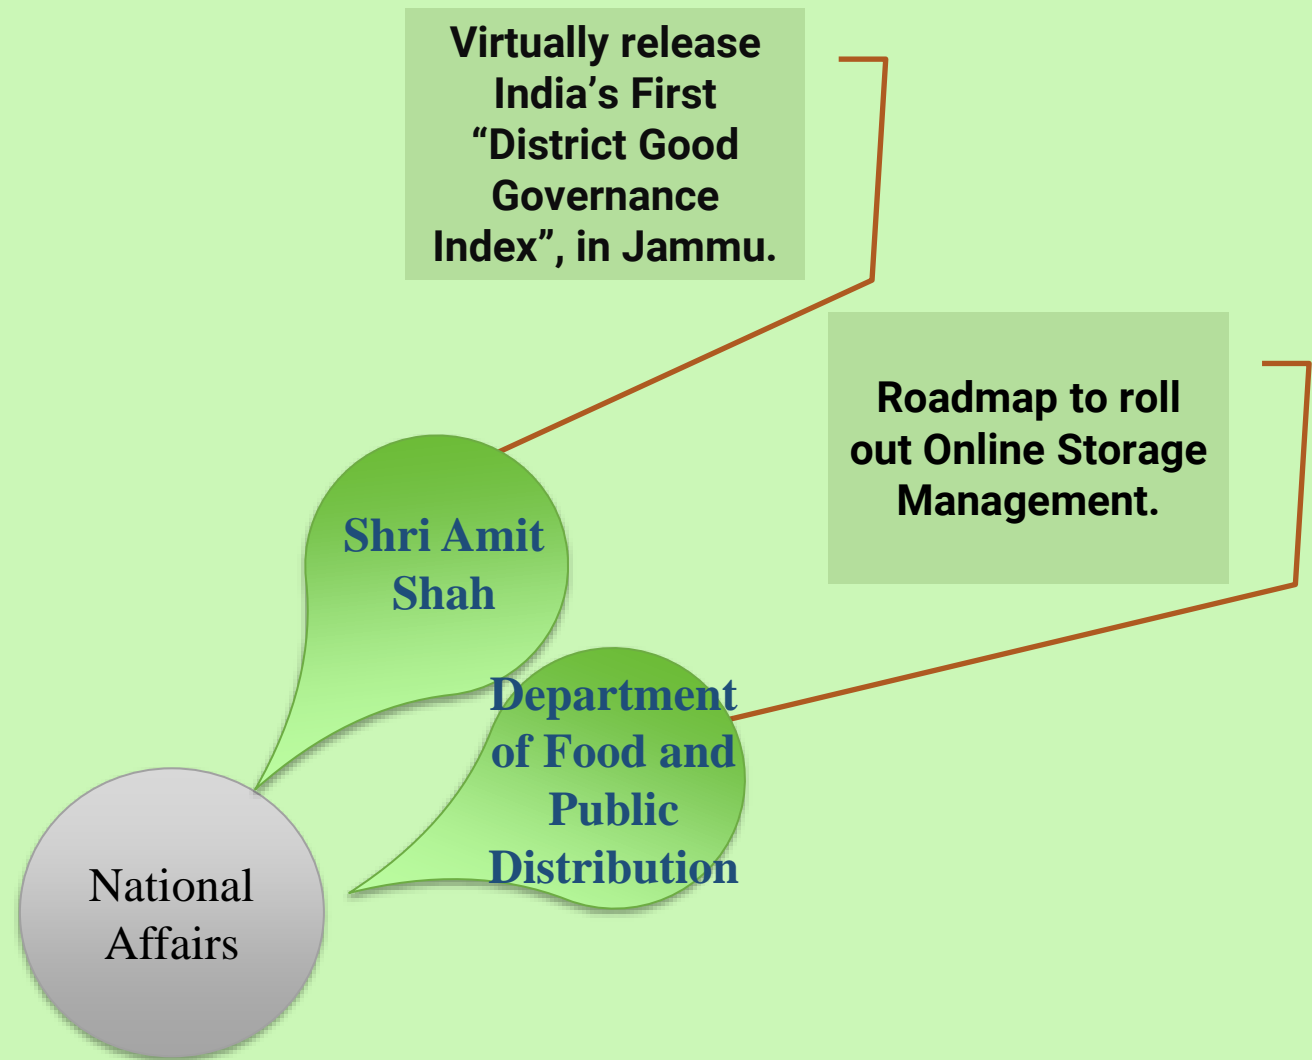 Virtually release
India’s First
“District Good
Governance
Index”, in Jammu.
Roadmap to roll
out Online Storage
Management.
Shri Amit
Shah
Department
of Food and
Public
Distribution
National
Affairs